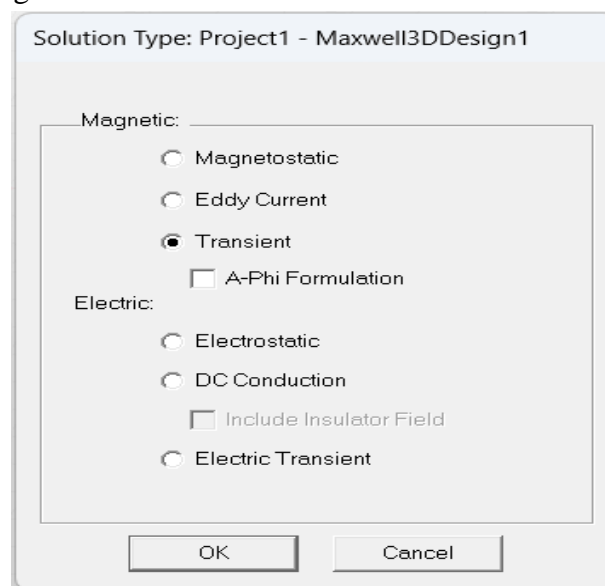 Solution Type: Project1 - Maxwell3DDesign1
Magnetic:
Magnetostatic
Eddy Current
Transient
A-Phi Formulation
Electric:
Electrostatic
DC Conduction
Include Insulator Field
Electric Transient
OK
Cancel